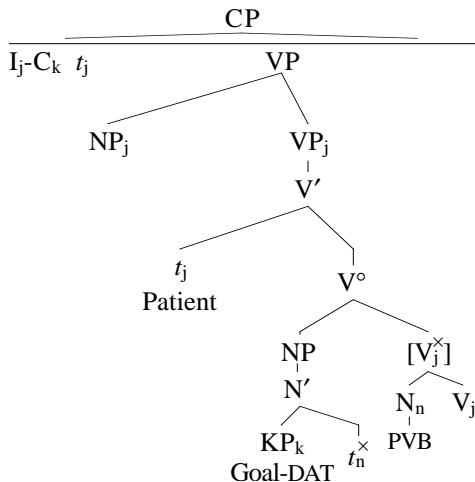 CP
I_j-C_k t_j VP
NP_j VP_j
V′
t_j
Patient V°
NP [V_j^×]
N′ N_n V_j
KP_k t_n^× PVB
Goal-DAT